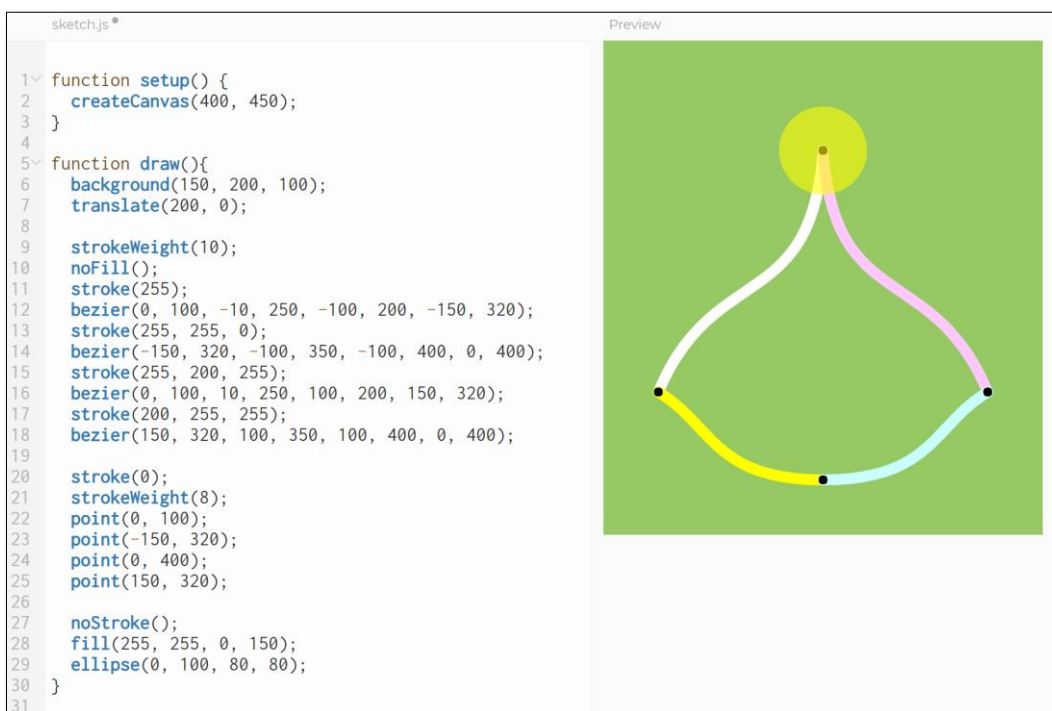 sketch.js
Preview
1 function setup() {
2 createCanvas(400, 450);
3 }
4
5 function draw(){
6 background(150, 200, 100);
7 translate(200, 0);
8
9 strokeWeight(10);
10 noFill();
11 stroke(255);
12 bezier(0, 100, -10, 250, -100, 200, -150, 320);
13 stroke(255, 255, 0);
14 bezier(-150, 320, -100, 350, -100, 400, 0, 400);
15 stroke(255, 200, 255);
16 bezier(0, 100, 10, 250, 100, 200, 150, 320);
17 stroke(200, 255, 255);
18 bezier(150, 320, 100, 350, 100, 400, 0, 400);
19
20 stroke(0);
21 strokeWeight(8);
22 point(0, 100);
23 point(-150, 320);
24 point(0, 400);
25 point(150, 320);
26
27 noStroke();
28 fill(255, 255, 0, 150);
29 ellipse(0, 100, 80, 80);
30 }
31